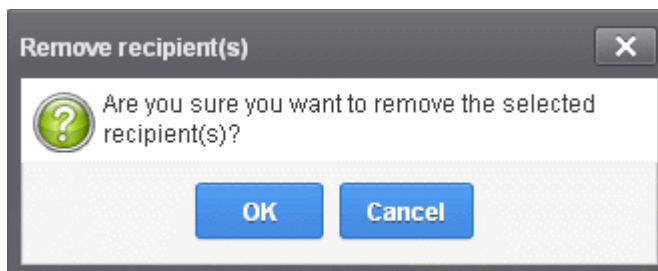 Remove recipient(s)
Are you sure you want to remove the selected
recipient(s)?
OK
Cancel